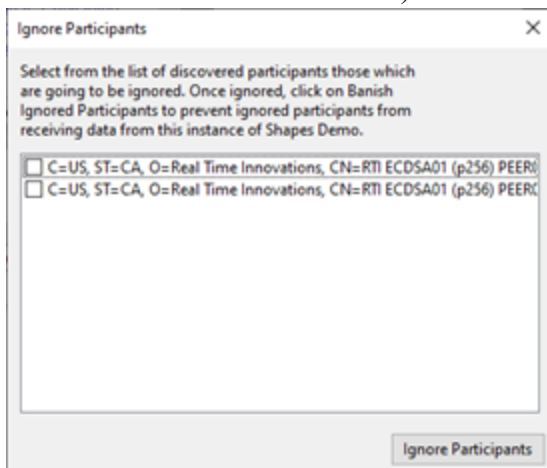 Ignore Participants
Select from the list of discovered participants those which
are going to be ignored. Once ignored, click on Banish
Ignored Participants to prevent ignored participants from
receiving data from this instance of Shapes Demo.
C=US, ST=CA, O=Real Time Innovations, CN=RTI ECDSA01 (p256)
C=US, ST=CA, O=Real Time Innovations, CN=RTI ECDSA01 (p256)
Ignore Participants